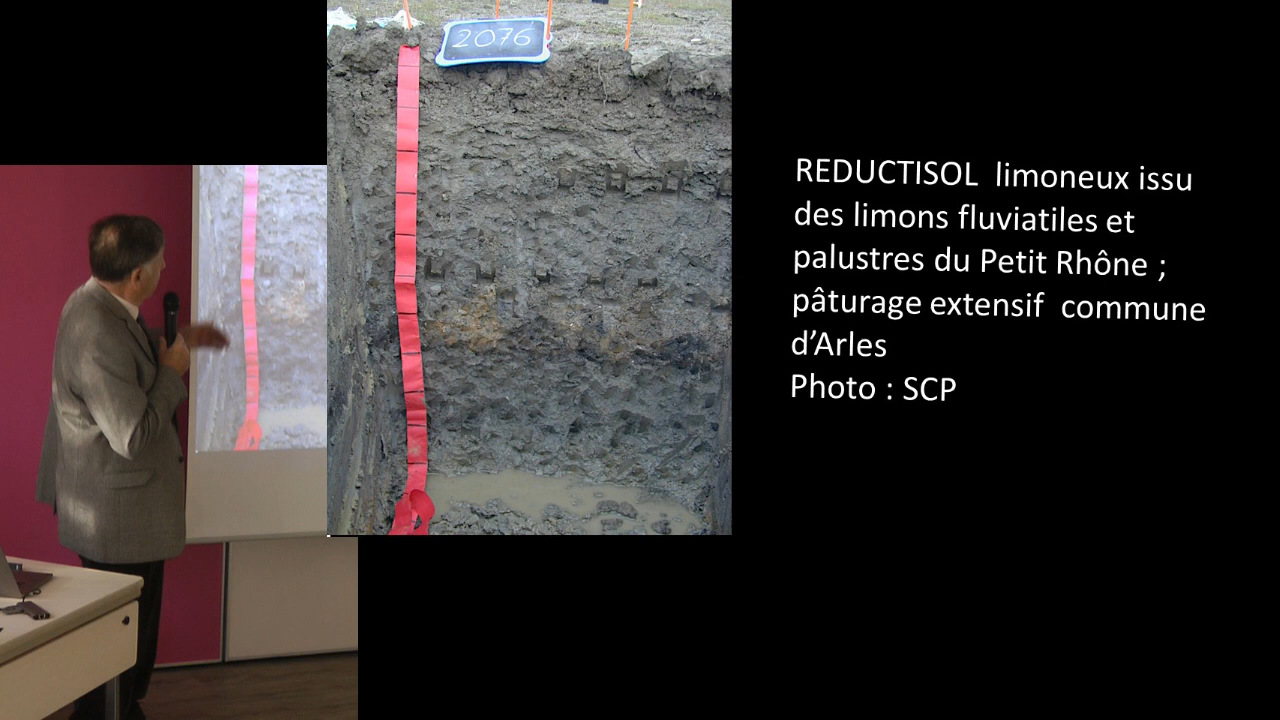 2076
REDUCTISOL limoneux issu
des limons fluviatiles et
palustres du Petit Rhône ;
pâturage extensif commune
d’Arles
Photo : SCP